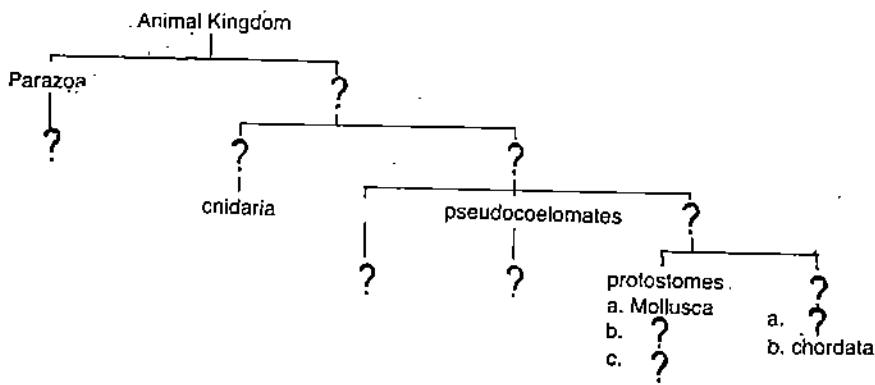 Animal Kingdom
Parazoa
?
?
?
?
cnidaria
pseudocoelomates
?
?
?
protostomes
?
a. Mollusca
a. ?
b. ?
b. chordata
c. ?